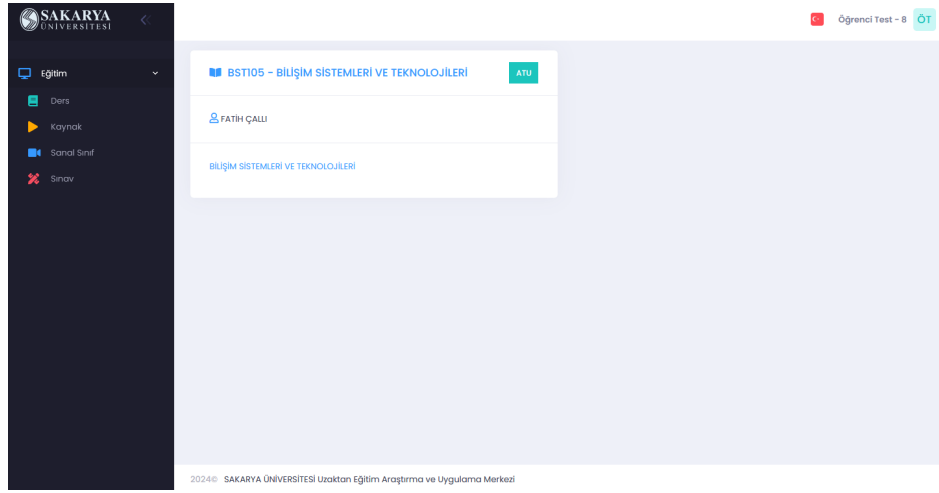 SAKARYA
ÜNİVERSİTESİ
Öğrenci Test - 8 ÖT
Eğitim
Ders
Kaynak
Sanal Sınıf
Sınav
BST105 - BİLİŞİM SİSTEMLERİ VE TEKNOLOJİLERİ ATU
FATİH ÇALLI
BİLİŞİM SİSTEMLERİ VE TEKNOLOJİLERİ
2024© SAKARYA ÜNİVERSİTESİ Uzaktan Eğitim Araştırma ve Uygulama Merkezi